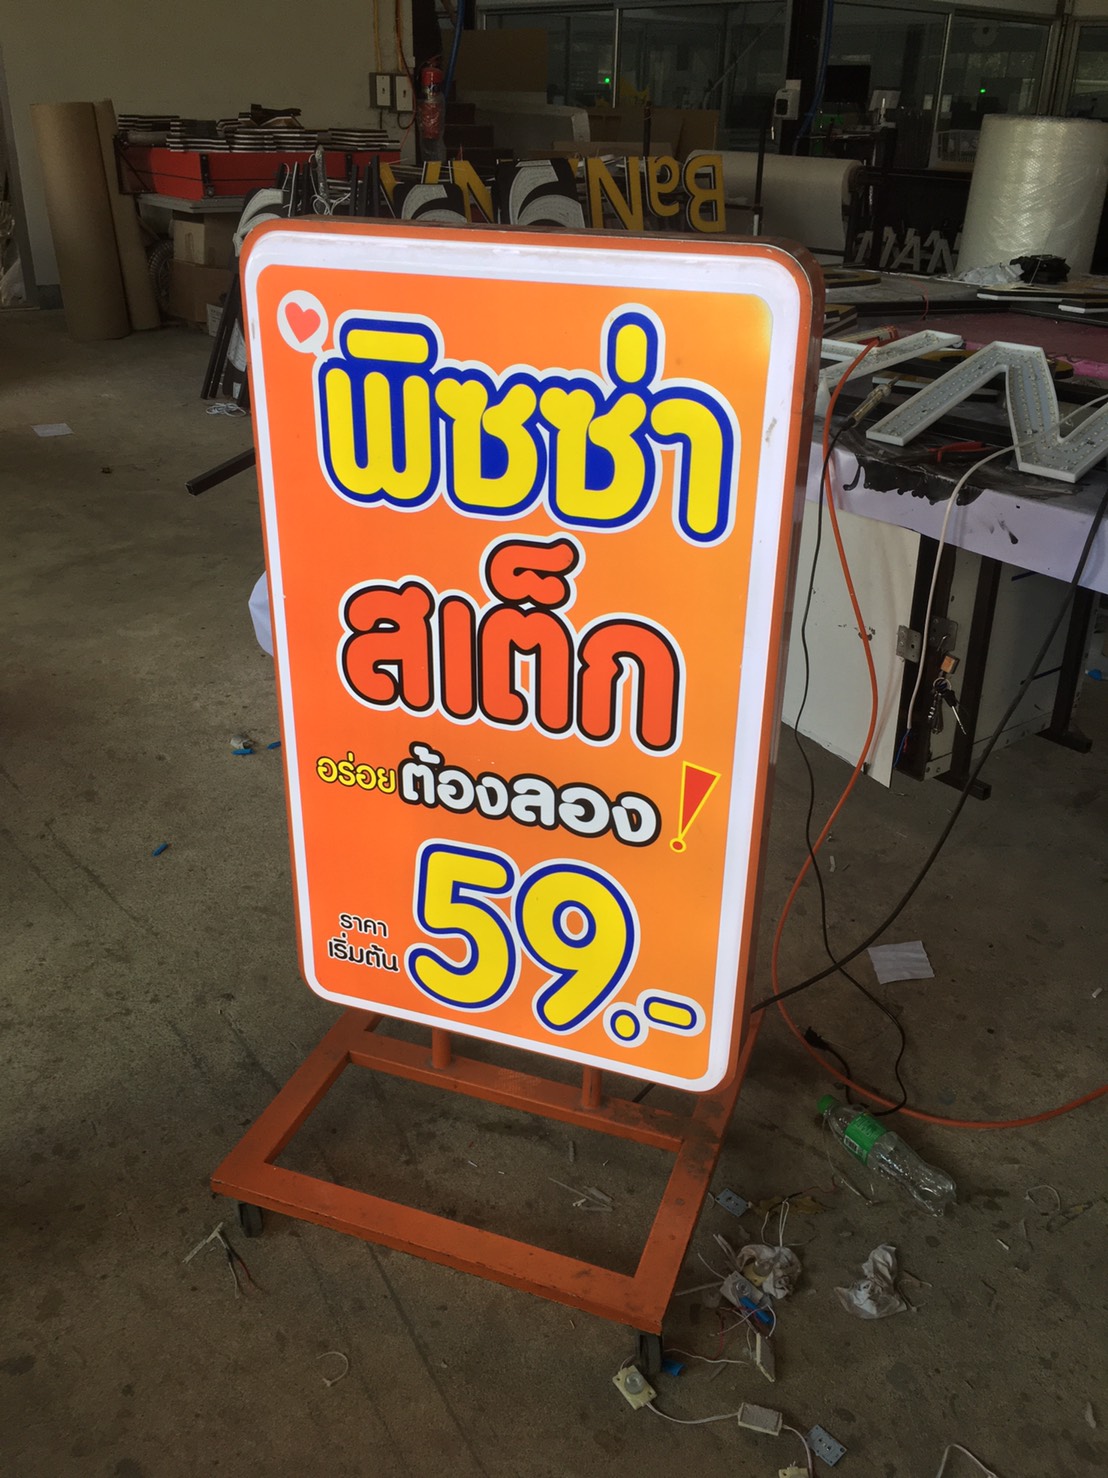 พิซซ่า
สเต็ก
อร่อยต้องลอง!
ราคา
เริ่มต้น
59.-
BaN